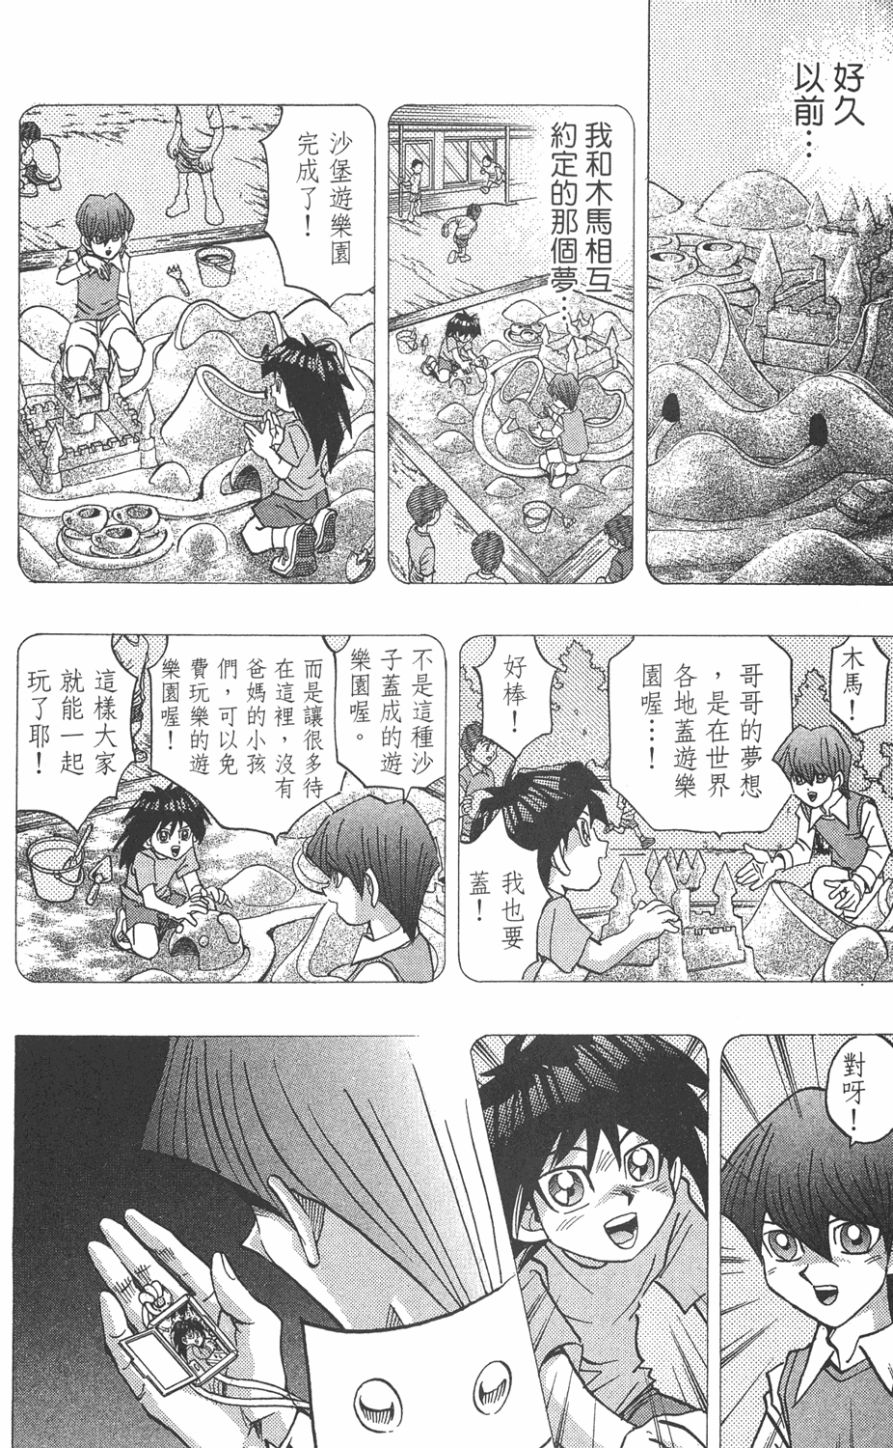 好久
以前…
我和木馬相互
約定的那個夢…
沙堡遊樂園
完成了！
木馬！
哥哥的夢想
，是在世界
各地蓋遊樂
園喔…！
好棒！
我也要
蓋！
不是這種沙
子蓋成的遊
樂園喔。
而是讓很多待
在這裡，沒有
爸媽的小孩
們，可以免
費玩樂的遊
樂園喔！
這樣大家
就能一起
玩了耶！
對呀！